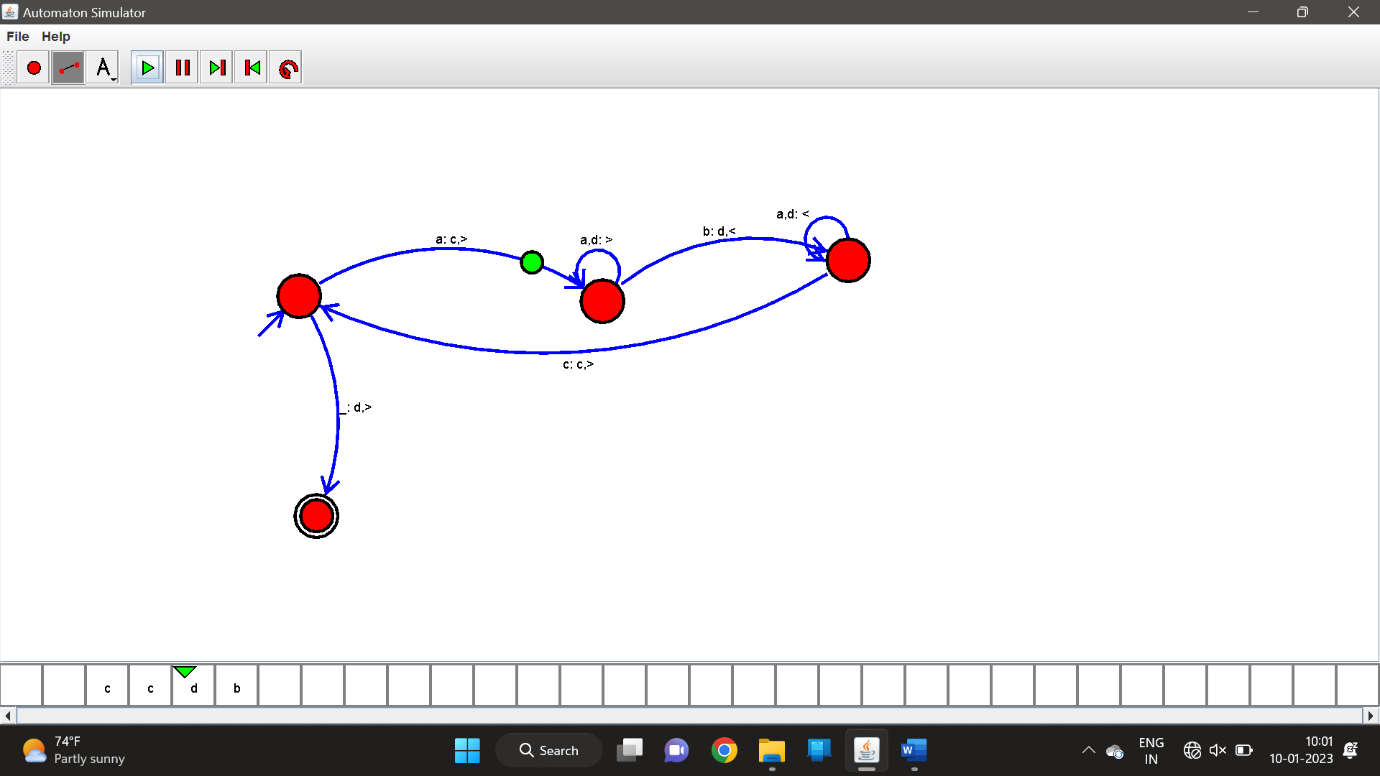 Automaton Simulator
File Help
A
a,d: <
b: d,<
a: c,>
a,d: >
c: c,>
_: d,>
c c d b
74°F
Partly sunny
Search
ENG
IN
10:01
10-01-2023